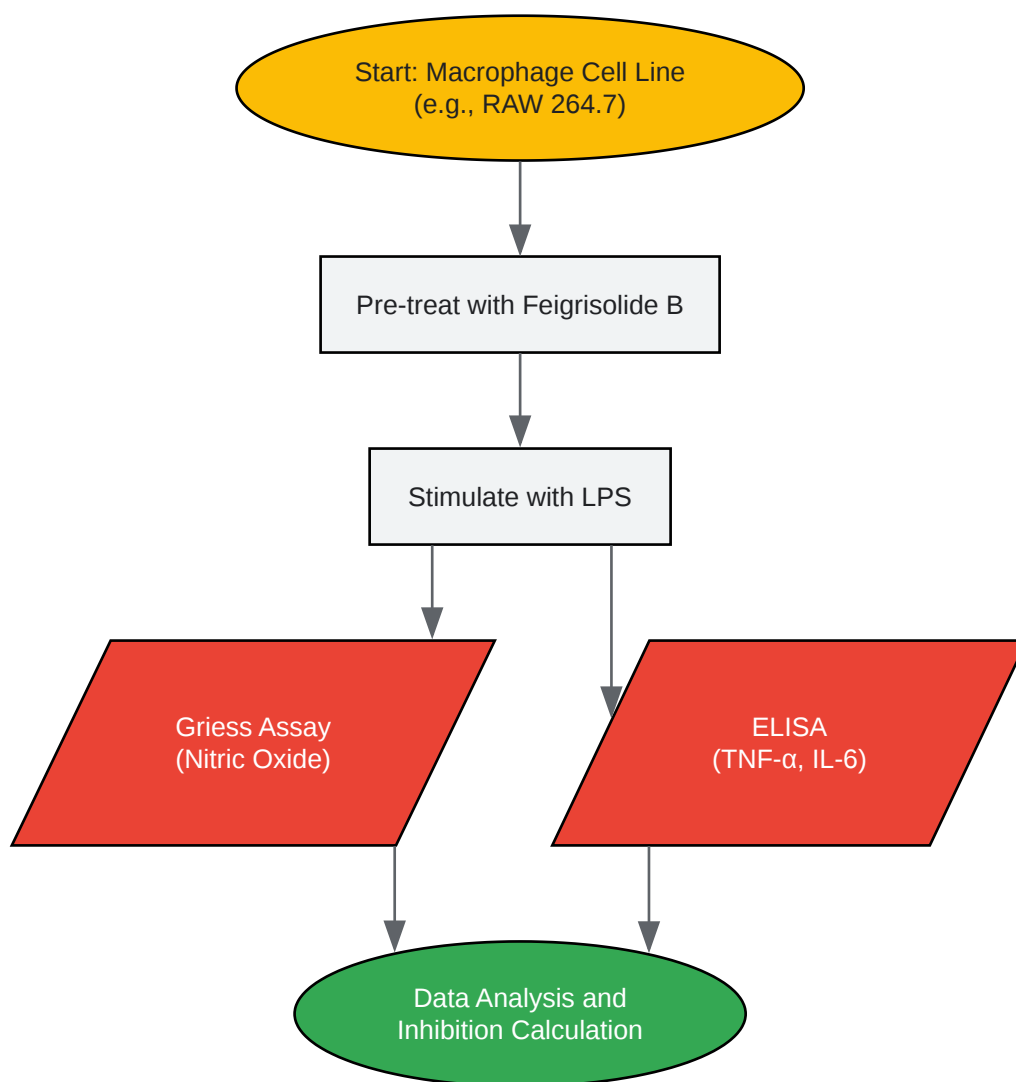 Start: Macrophage Cell Line
(e.g., RAW 264.7)
Pre-treat with Feigrisolide B
Stimulate with LPS
Griess Assay
(Nitric Oxide)
ELISA
(TNF-α, IL-6)
Data Analysis and
Inhibition Calculation